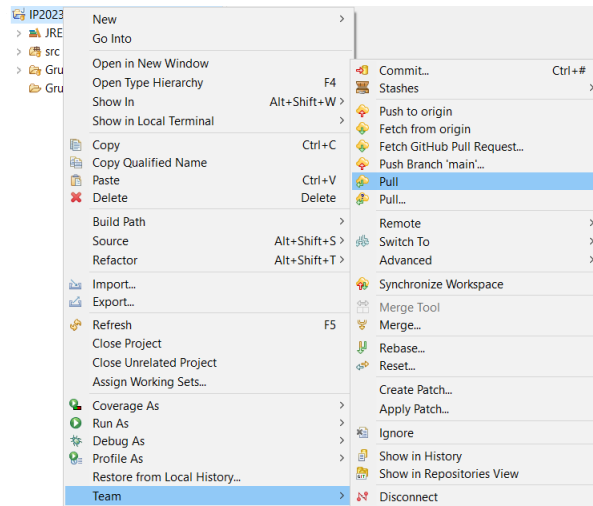 IP2023
JRE
src
Gru
Gru
New
Go Into
Open in New Window
Open Type Hierarchy F4
Show In Alt+Shift+W
Show in Local Terminal
Copy Ctrl+C
Copy Qualified Name
Paste Ctrl+V
Delete Delete
Build Path
Source Alt+Shift+S
Refactor Alt+Shift+T
Import...
Export...
Refresh F5
Close Project
Close Unrelated Project
Assign Working Sets...
Coverage As
Run As
Debug As
Profile As
Restore from Local History...
Team
Commit... Ctrl+#
Stashes
Push to origin
Fetch from origin
Fetch GitHub Pull Request...
Push Branch 'main'...
Pull
Pull...
Remote
Switch To
Advanced
Synchronize Workspace
Merge Tool
Merge...
Rebase...
Reset...
Create Patch...
Apply Patch...
Ignore
Show in History
Show in Repositories View
Disconnect